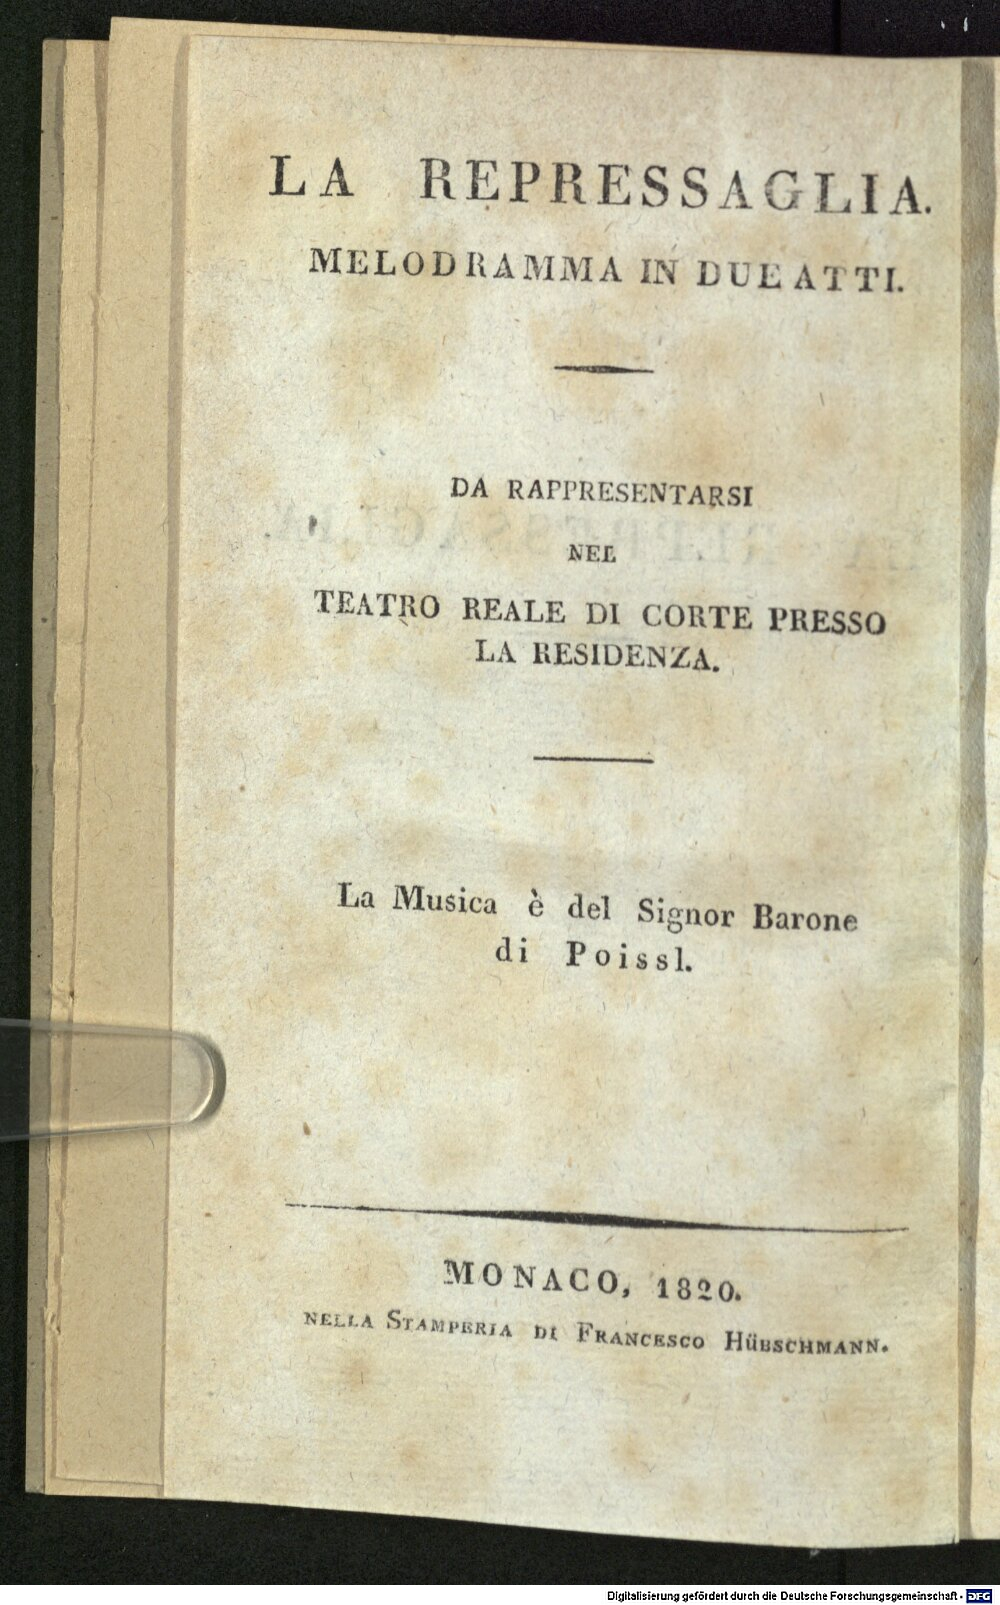 LA REPRESSAGLIA.
MELODRAMMA IN DUE ATTI.
DA RAPPRESENTARSI
NEL
TEATRO REALE DI CORTE PRESSO
LA RESIDENZA.
La Musica è del Signor Barone
di Poissl.
MONACO, 1820.
NELLA STAMPERIA DI FRANCESCO HÜBSCHMANN.
Digitalisierung gefördert durch die Deutsche Forschungsgemeinschaft - DFG